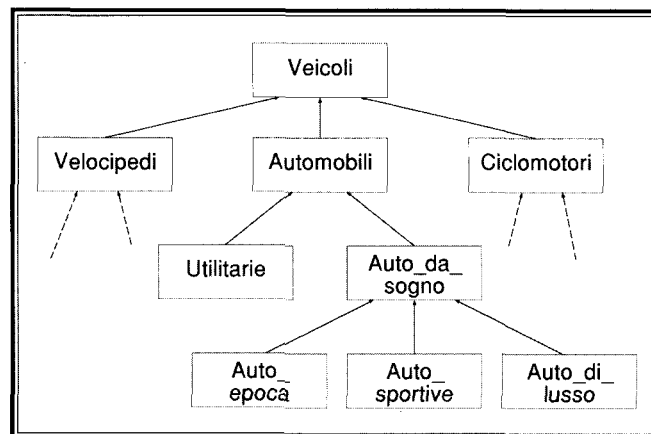 Veicoli
Velocipedi
Automobili
Ciclomotori
Utilitarie
Auto_da_
sogno
Auto_
epoca
Auto_
sportive
Auto_di_
lusso